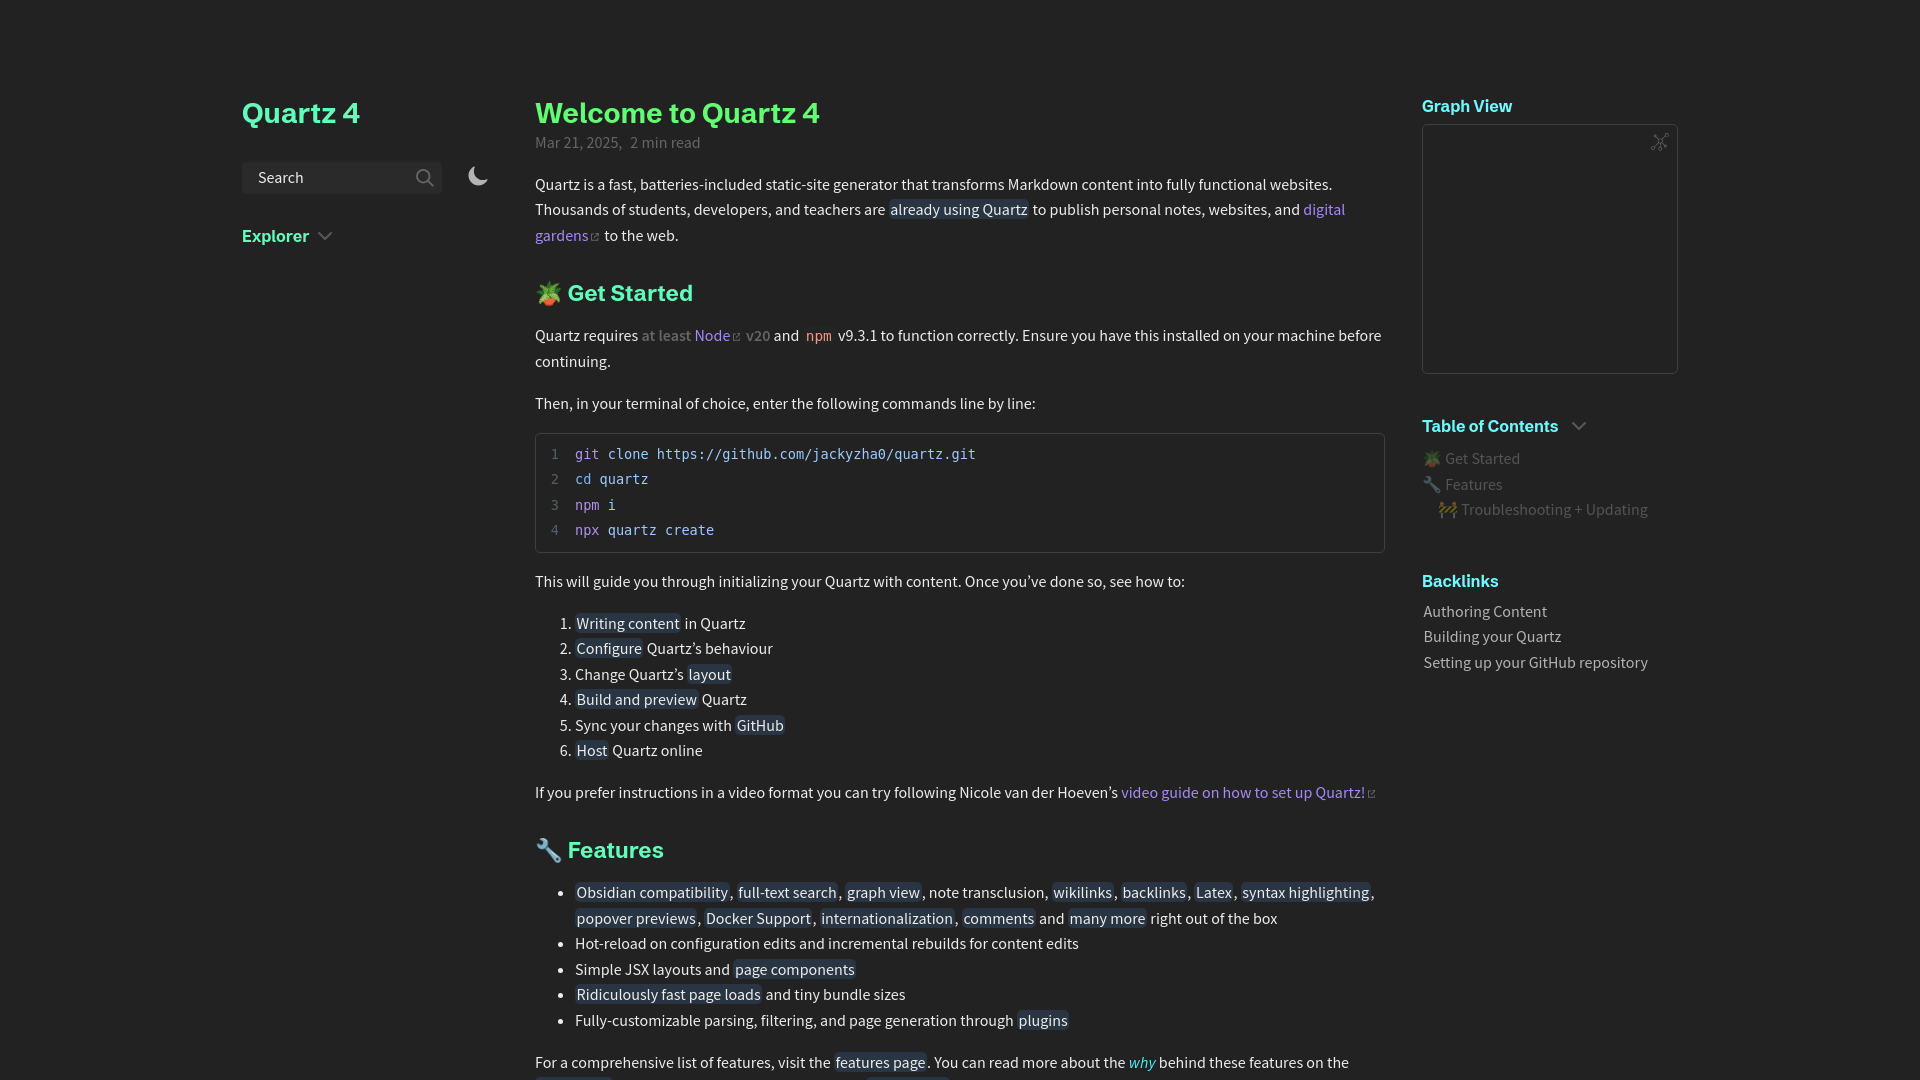 Quartz 4
Search
Explorer
Welcome to Quartz 4
Mar 21, 2025, 2 min read
Quartz is a fast, batteries-included static-site generator that transforms Markdown content into fully functional websites.
Thousands of students, developers, and teachers are already using Quartz to publish personal notes, websites, and digital
gardens to the web.
🪴 Get Started
Quartz requires at least Node v20 and npm v9.3.1 to function correctly. Ensure you have this installed on your machine before
continuing.
Then, in your terminal of choice, enter the following commands line by line:
1 git clone https://github.com/jackyzha0/quartz.git
2 cd quartz
3 npm i
4 npx quartz create
This will guide you through initializing your Quartz with content. Once you’ve done so, see how to:
1. Writing content in Quartz
2. Configure Quartz’s behaviour
3. Change Quartz’s layout
4. Build and preview Quartz
5. Sync your changes with GitHub
6. Host Quartz online
If you prefer instructions in a video format you can try following Nicole van der Hoeven’s video guide on how to set up Quartz!
🔧 Features
• Obsidian compatibility, full-text search, graph view, note transclusion, wikilinks, backlinks, Latex, syntax highlighting,
popover previews, Docker Support, internationalization, comments and many more right out of the box
• Hot-reload on configuration edits and incremental rebuilds for content edits
• Simple JSX layouts and page components
• Ridiculously fast page loads and tiny bundle sizes
• Fully-customizable parsing, filtering, and page generation through plugins
For a comprehensive list of features, visit the features page. You can read more about the why behind these features on the
Graph View
Table of Contents
🪴 Get Started
🔧 Features
🚧 Troubleshooting + Updating
Backlinks
Authoring Content
Building your Quartz
Setting up your GitHub repository